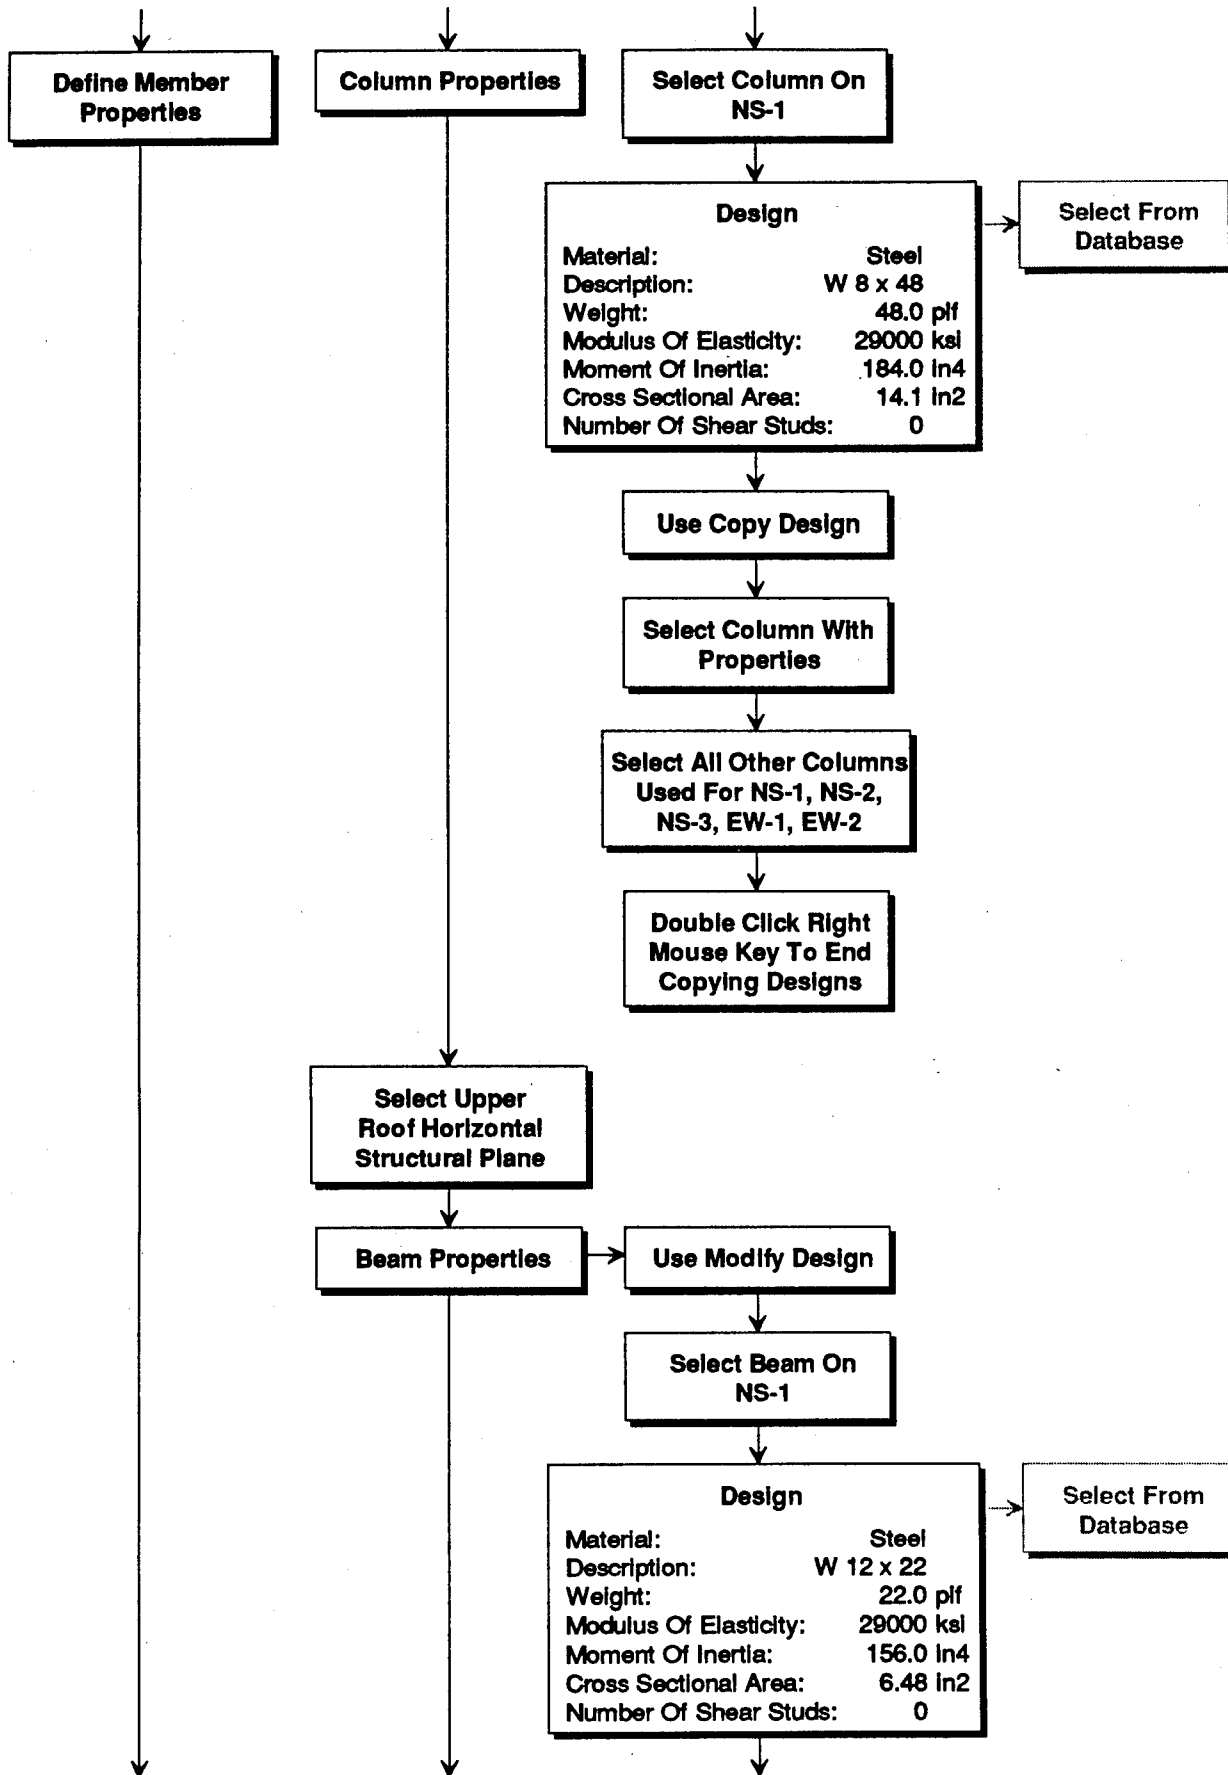 Define Member
Properties
Column Properties
Select Column On
NS-1
Design
Material: Steel
Description: W 8 x 48
Weight: 48.0 plf
Modulus Of Elasticity: 29000 ksi
Moment Of Inertia: 184.0 in4
Cross Sectional Area: 14.1 in2
Number Of Shear Studs: 0
Select From
Database
Use Copy Design
Select Column With
Properties
Select All Other Columns
Used For NS-1, NS-2,
NS-3, EW-1, EW-2
Double Click Right
Mouse Key To End
Copying Designs
Select Upper
Roof Horizontal
Structural Plane
Beam Properties
Use Modify Design
Select Beam On
NS-1
Design
Material: Steel
Description: W 12 x 22
Weight: 22.0 plf
Modulus Of Elasticity: 29000 ksi
Moment Of Inertia: 156.0 in4
Cross Sectional Area: 6.48 in2
Number Of Shear Studs: 0
Select From
Database